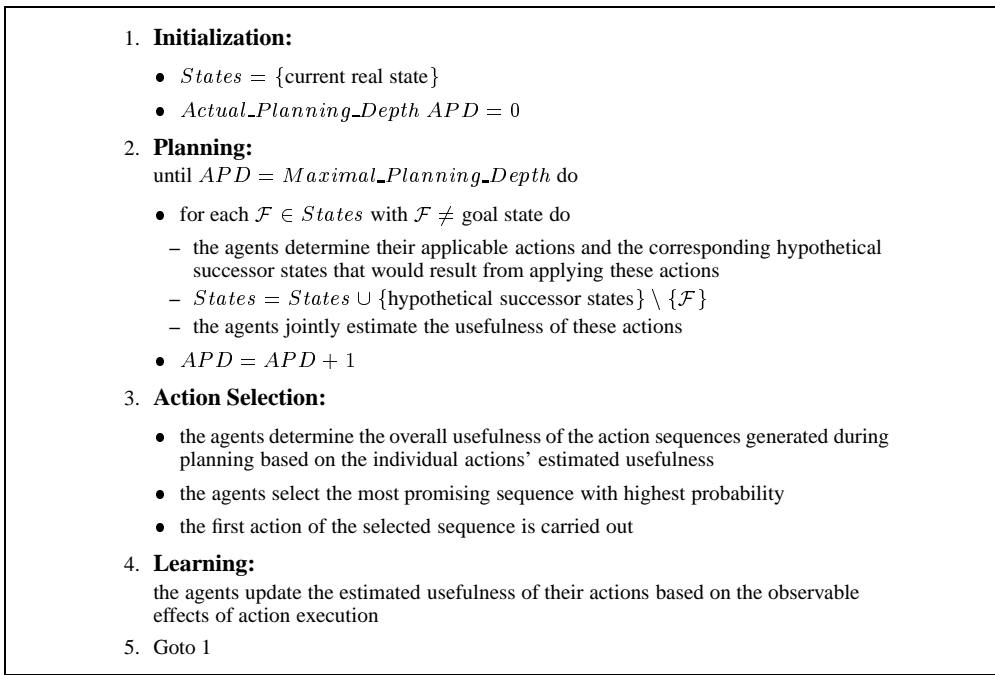 1. Initialization:
• States = {current real state}
• Actual_Planning_Depth APD = 0
2. Planning:
until APD = Maximal_Planning_Depth do
• for each ℱ ∈ States with ℱ ≠ goal state do
– the agents determine their applicable actions and the corresponding hypothetical
successor states that would result from applying these actions
– States = States ∪ {hypothetical successor states} \ {ℱ}
– the agents jointly estimate the usefulness of these actions
• APD = APD + 1
3. Action Selection:
• the agents determine the overall usefulness of the action sequences generated during
planning based on the individual actions' estimated usefulness
• the agents select the most promising sequence with highest probability
• the first action of the selected sequence is carried out
4. Learning:
the agents update the estimated usefulness of their actions based on the observable
effects of action execution
5. Goto 1